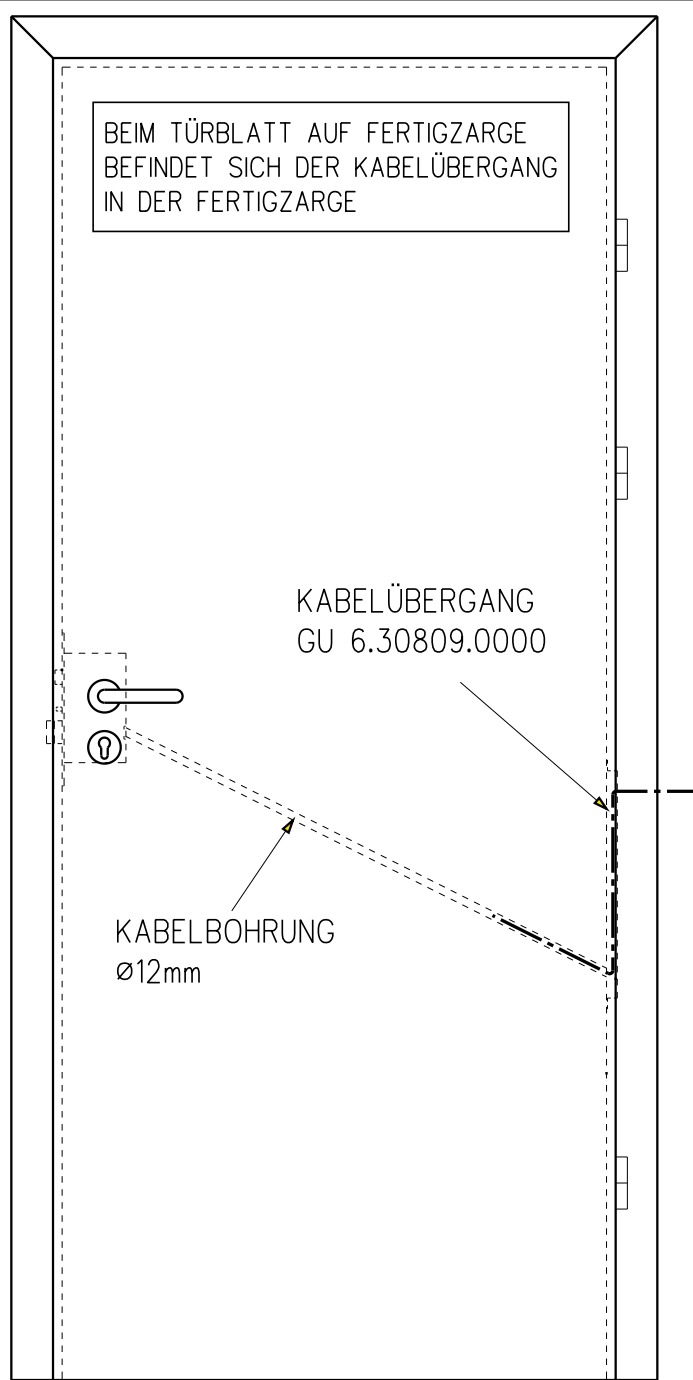 BEIM TÜRBLATT AUF FERTIGZARGE
BEFINDET SICH DER KABELÜBERGANG
IN DER FERTIGZARGE
KABELÜBERGANG
GU 6.30809.0000
KABELBOHRUNG
Ø12mm